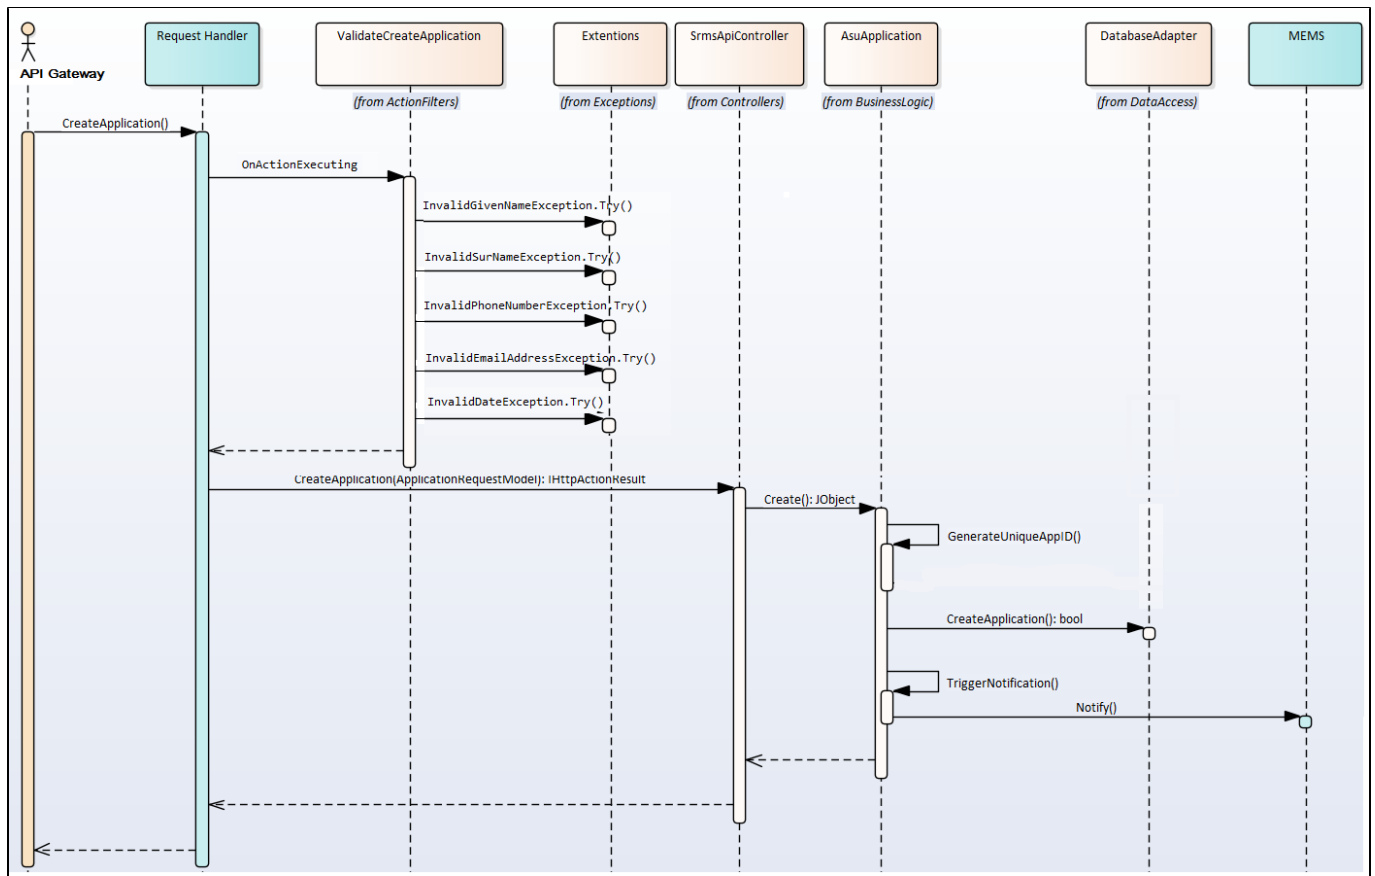 Request Handler
ValidateCreateApplication
Extentions
SrmsApiController
AsuApplication
DatabaseAdapter
MEMS
API Gateway
(from ActionFilters)
(from Exceptions)
(from Controllers)
(from BusinessLogic)
(from DataAccess)
CreateApplication()
OnActionExecuting
InvalidGivenNameException.Try()
InvalidSurNameException.Try()
InvalidPhoneNumberException.Try()
InvalidEmailAddressException.Try()
InvalidDateException.Try()
CreateApplication(ApplicationRequestModel): IHttpActionResult
Create(): JObject
GenerateUniqueAppID()
CreateApplication(): bool
TriggerNotification()
Notify()